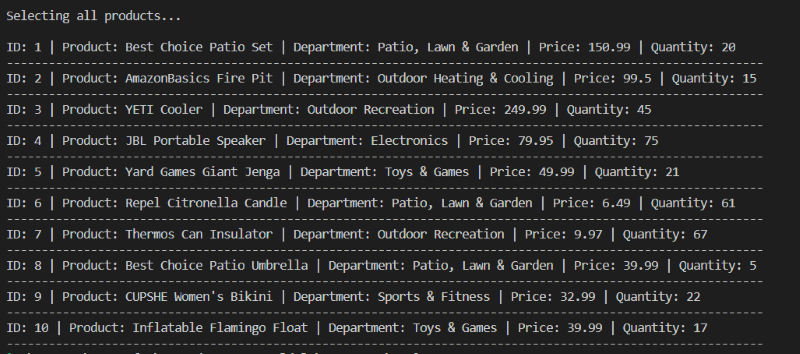 Selecting all products...
ID: 1 | Product: Best Choice Patio Set | Department: Patio, Lawn & Garden | Price: 150.99 | Quantity: 20
--------------------------------------------------------------------------------------------------------
ID: 2 | Product: AmazonBasics Fire Pit | Department: Outdoor Heating & Cooling | Price: 99.5 | Quantity: 15
--------------------------------------------------------------------------------------------------------
ID: 3 | Product: YETI Cooler | Department: Outdoor Recreation | Price: 249.99 | Quantity: 45
--------------------------------------------------------------------------------------------------------
ID: 4 | Product: JBL Portable Speaker | Department: Electronics | Price: 79.95 | Quantity: 75
--------------------------------------------------------------------------------------------------------
ID: 5 | Product: Yard Games Giant Jenga | Department: Toys & Games | Price: 49.99 | Quantity: 21
--------------------------------------------------------------------------------------------------------
ID: 6 | Product: Repel Citronella Candle | Department: Patio, Lawn & Garden | Price: 6.49 | Quantity: 61
--------------------------------------------------------------------------------------------------------
ID: 7 | Product: Thermos Can Insulator | Department: Outdoor Recreation | Price: 9.97 | Quantity: 67
--------------------------------------------------------------------------------------------------------
ID: 8 | Product: Best Choice Patio Umbrella | Department: Patio, Lawn & Garden | Price: 39.99 | Quantity: 5
--------------------------------------------------------------------------------------------------------
ID: 9 | Product: CUPSHE Women's Bikini | Department: Sports & Fitness | Price: 32.99 | Quantity: 22
--------------------------------------------------------------------------------------------------------
ID: 10 | Product: Inflatable Flamingo Float | Department: Toys & Games | Price: 39.99 | Quantity: 17
--------------------------------------------------------------------------------------------------------